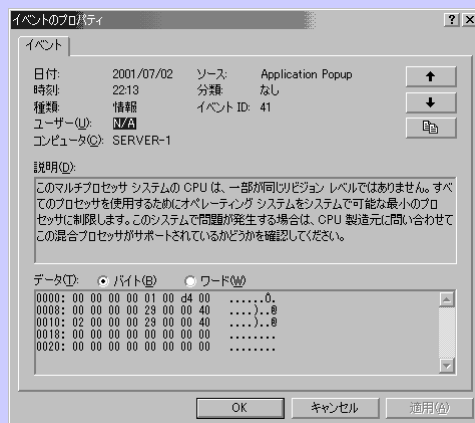 イベントのプロパティ
イベント
日付: 2001/07/02 ソース: Application Popup
時刻: 22:13 分類: なし
種類: 情報 イベント ID: 41
ユーザー(U): N/A
コンピュータ(C): SERVER-1
説明(D):
このマルチプロセッサ システムの CPU は、一部が同じリビジョン レベルではありません。すべ
てのプロセッサを使用するためにオペレーティング システムをシステムで可能な最小のプロ
セッサに制限します。このシステムで問題が発生する場合は、CPU 製造元に問い合わせて
この混合プロセッサがサポートされているかどうかを確認してください。
データ(T): バイト(B) ワード(W)
0000: 00 00 00 00 01 00 d4 00 ......Ô.
0008: 00 00 00 00 29 00 00 40 ....)..@
0010: 02 00 00 00 29 00 00 40 ....)..@
0018: 00 00 00 00 00 00 00 00 ........
0020: 00 00 00 00 00 00 00 00 ........
OK キャンセル 適用(A)